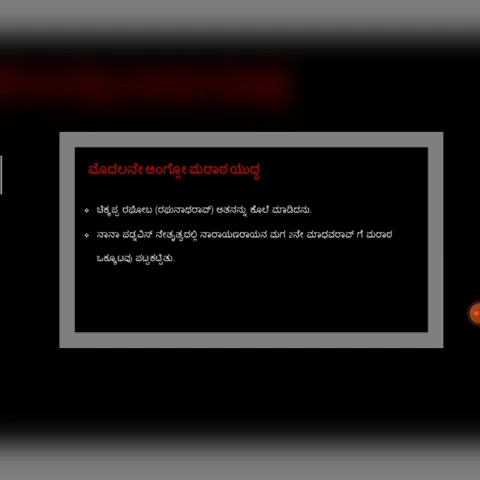 ಮೊದಲನೇ ಆಂಗ್ಲೋ ಮರಾಠ ಯುದ್ಧ
ಚಿಕ್ಕಪ್ಪ ರಘೋಬ (ರಘುನಾಥರಾವ್) ಆತನನ್ನು ಕೊಲೆ ಮಾಡಿದನು.
ನಾನಾ ಪಡ್ನವಿಸ್ ನೇತೃತ್ವದಲ್ಲಿ ನಾರಾಯಣರಾಯನ ಮಗ 2ನೇ ಮಾಧವರಾವ್ ಗೆ ಮರಾಠ
ಒಕ್ಕೂಟವು ಪಟ್ಟಕಟ್ಟಿತು.